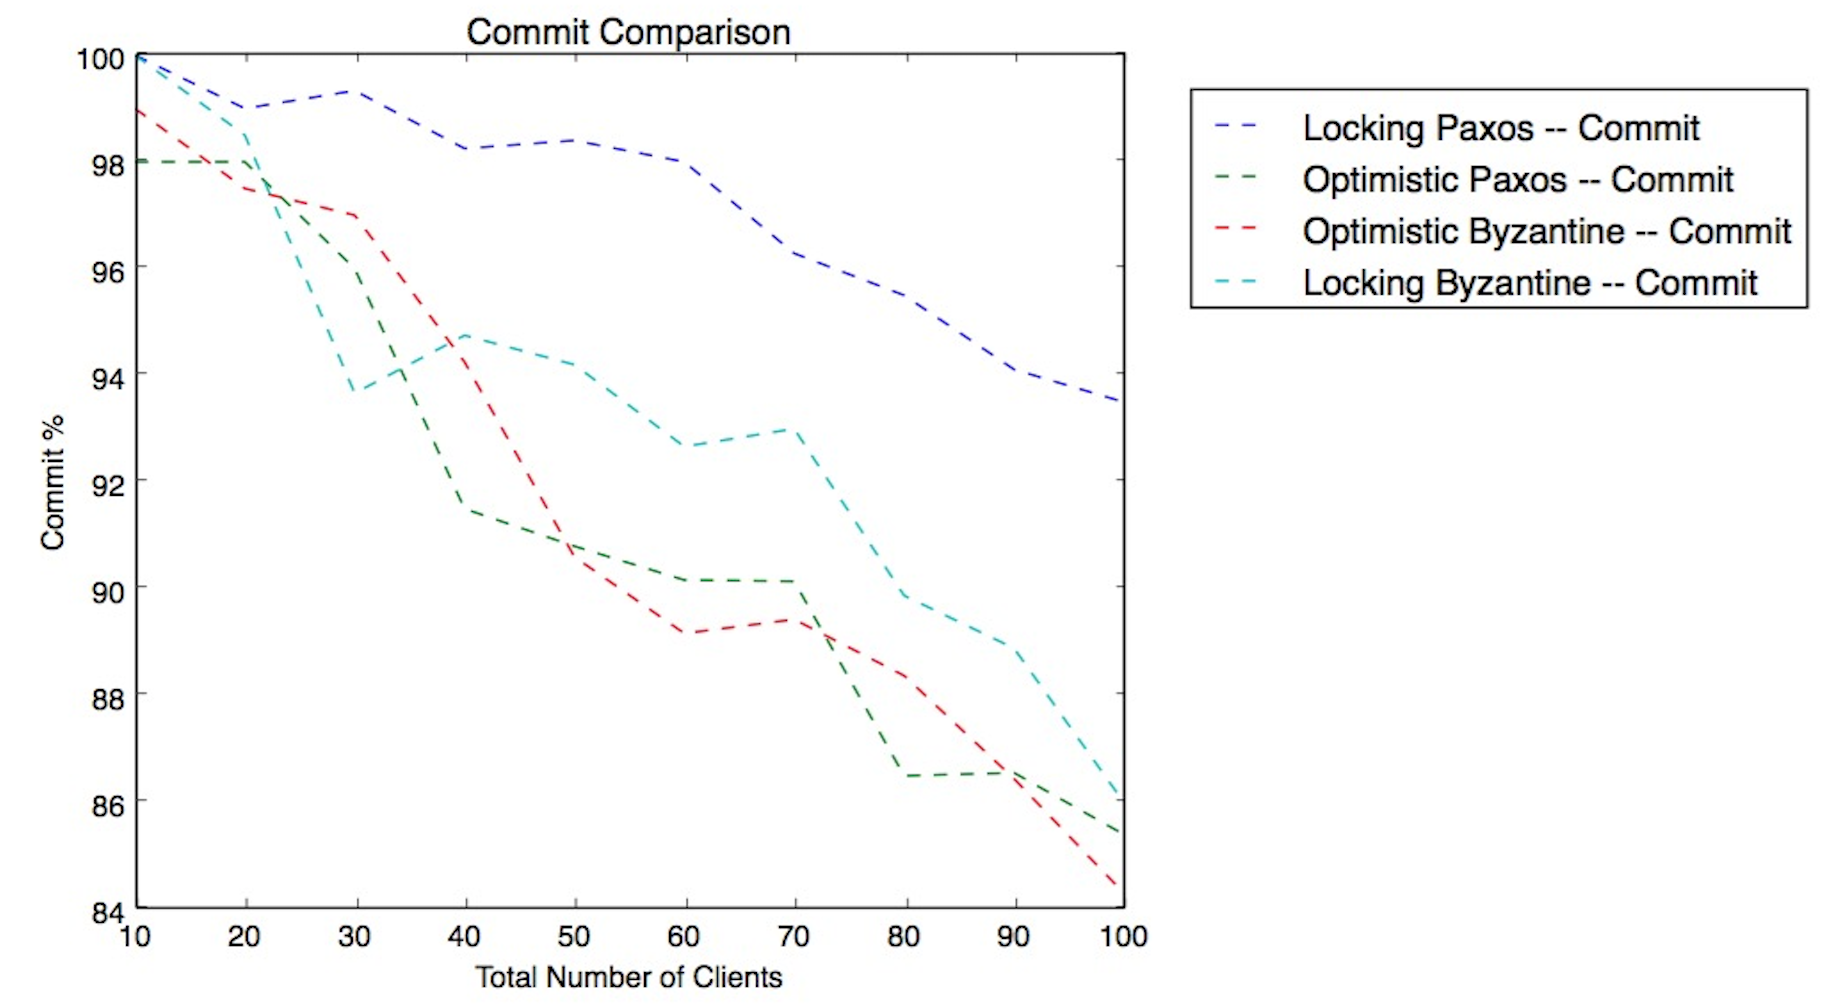 Commit Comparison
100
98
96
94
92
90
88
86
84
Commit %
10 20 30 40 50 60 70 80 90 100
Total Number of Clients
Locking Paxos -- Commit
Optimistic Paxos -- Commit
Optimistic Byzantine -- Commit
Locking Byzantine -- Commit